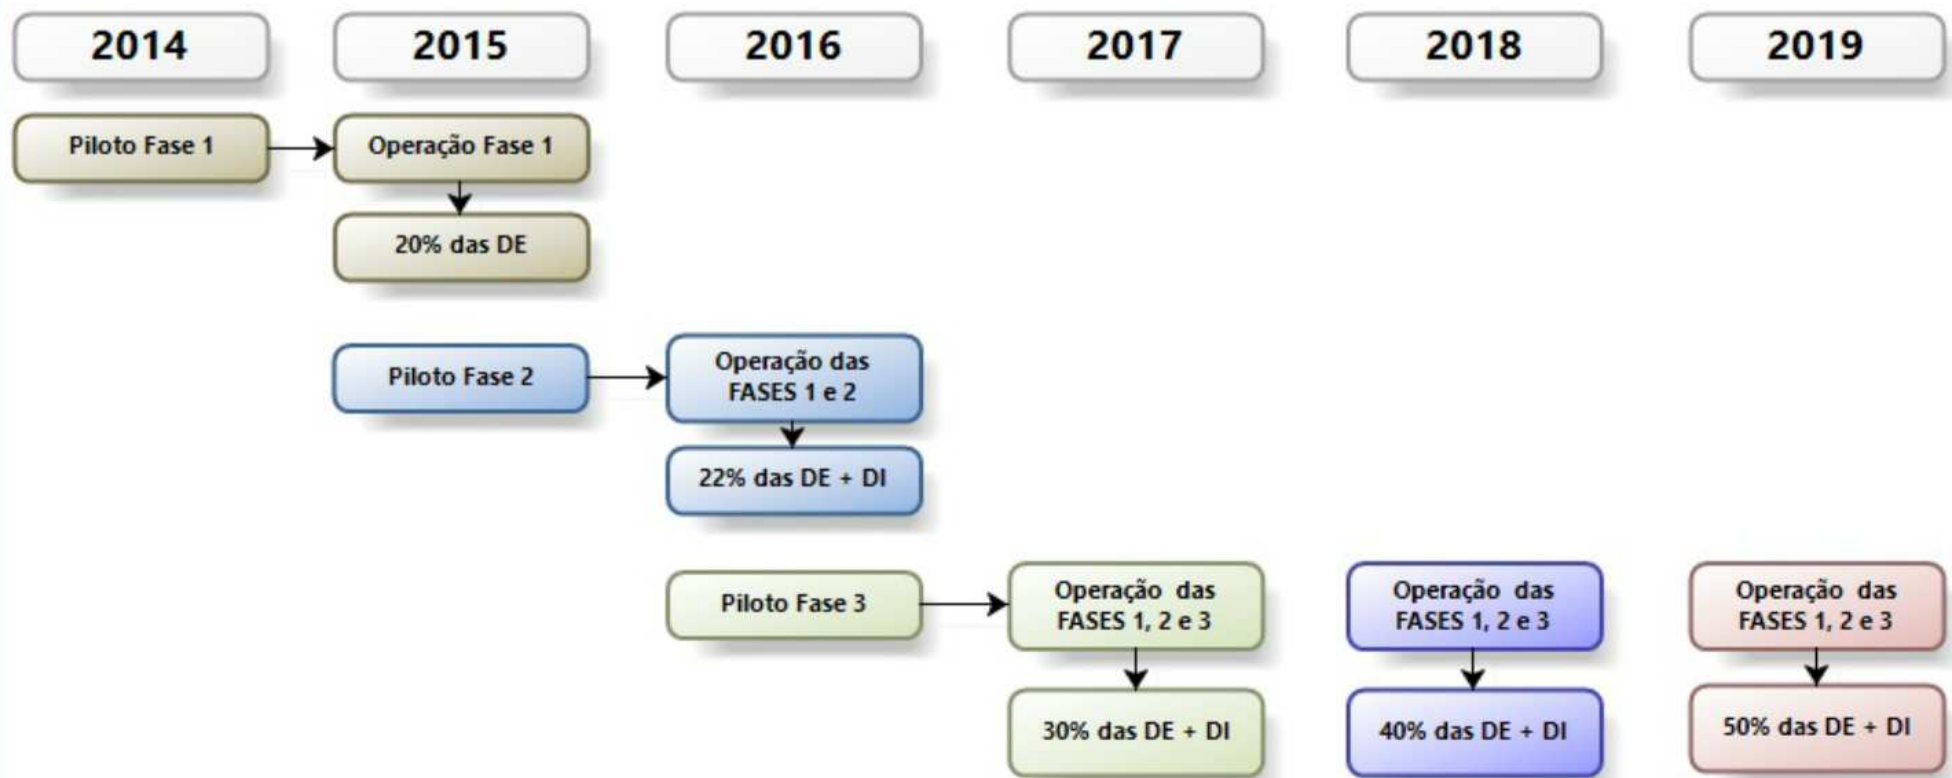 2014
2015
2016
2017
2018
2019
Piloto Fase 1
Operação Fase 1
20% das DE
Piloto Fase 2
Operação das
FASES 1 e 2
22% das DE + DI
Piloto Fase 3
Operação das
FASES 1, 2 e 3
30% das DE + DI
Operação das
FASES 1, 2 e 3
40% das DE + DI
Operação das
FASES 1, 2 e 3
50% das DE + DI